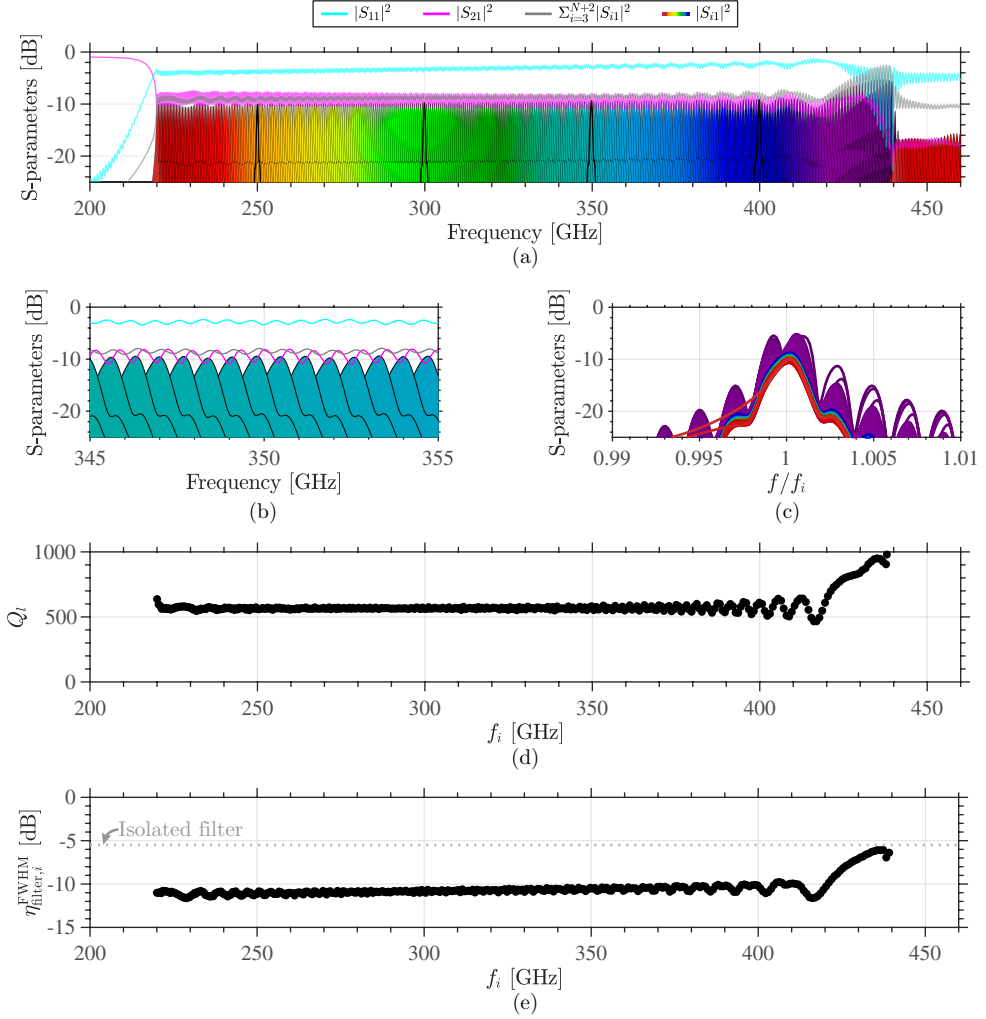 |S₁₁|² |S₂₁|² Σᵢ₌₃ᴺ⁺²|Sᵢ₁|² |Sᵢ₁|²
S-parameters [dB]
0
-10
-20
200 250 300 350 400 450
Frequency [GHz]
(a)
S-parameters [dB]
0
-10
-20
345 350 355
Frequency [GHz]
(b)
S-parameters [dB]
0
-10
-20
0.99 0.995 1 1.005 1.01
f/fᵢ
(c)
Qₗ
1000
500
0
200 250 300 350 400 450
fᵢ [GHz]
(d)
η^FWHM_filter,i [dB]
0
-5
-10
-15
Isolated filter
200 250 300 350 400 450
fᵢ [GHz]
(e)